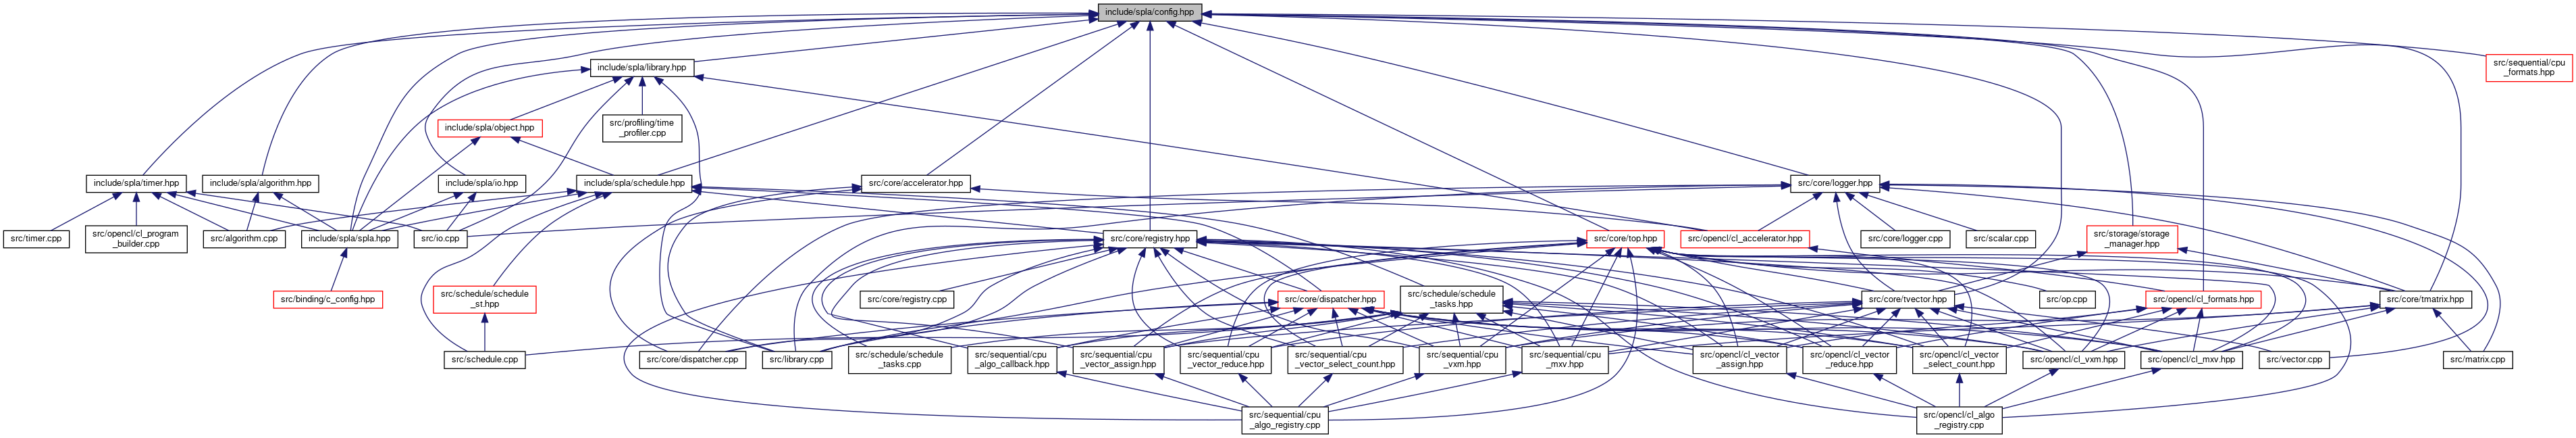 include/spla/config.hpp
include/spla/library.hpp
src/sequential/cpu
_formats.hpp
include/spla/object.hpp
src/profiling/time
_profiler.cpp
include/spla/timer.hpp
include/spla/algorithm.hpp
include/spla/io.hpp
include/spla/schedule.hpp
src/core/accelerator.hpp
src/core/logger.hpp
src/timer.cpp
src/opencl/cl_program
_builder.cpp
src/algorithm.cpp
include/spla/spla.hpp
src/io.cpp
src/core/registry.hpp
src/core/top.hpp
src/opencl/cl_accelerator.hpp
src/core/logger.cpp
src/scalar.cpp
src/storage/storage
_manager.hpp
src/binding/c_config.hpp
src/schedule/schedule
_st.hpp
src/core/registry.cpp
src/core/dispatcher.hpp
src/schedule/schedule
_tasks.hpp
src/core/tvector.hpp
src/op.cpp
src/opencl/cl_formats.hpp
src/core/tmatrix.hpp
src/schedule.cpp
src/core/dispatcher.cpp
src/library.cpp
src/schedule/schedule
_tasks.cpp
src/sequential/cpu
_algo_callback.hpp
src/sequential/cpu
_vector_assign.hpp
src/sequential/cpu
_vector_reduce.hpp
src/sequential/cpu
_vector_select_count.hpp
src/sequential/cpu
_vxm.hpp
src/sequential/cpu
_mxv.hpp
src/opencl/cl_vector
_assign.hpp
src/opencl/cl_vector
_reduce.hpp
src/opencl/cl_vector
_select_count.hpp
src/opencl/cl_vxm.hpp
src/opencl/cl_mxv.hpp
src/vector.cpp
src/matrix.cpp
src/sequential/cpu
_algo_registry.cpp
src/opencl/cl_algo
_registry.cpp